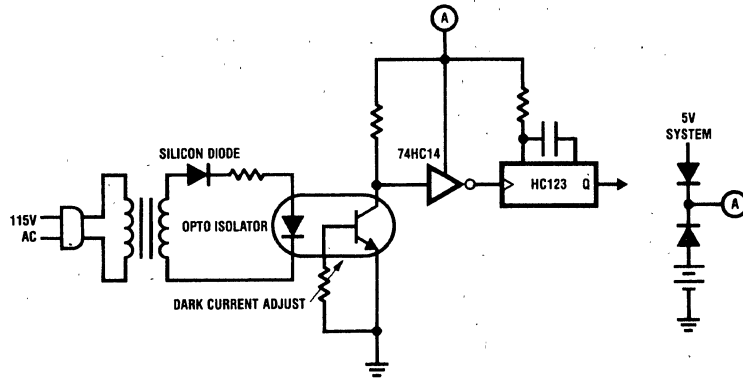 A
5V
SYSTEM
74HC14
SILICON DIODE
HC123 Q
A
115V
AC
OPTO ISOLATOR
DARK CURRENT ADJUST